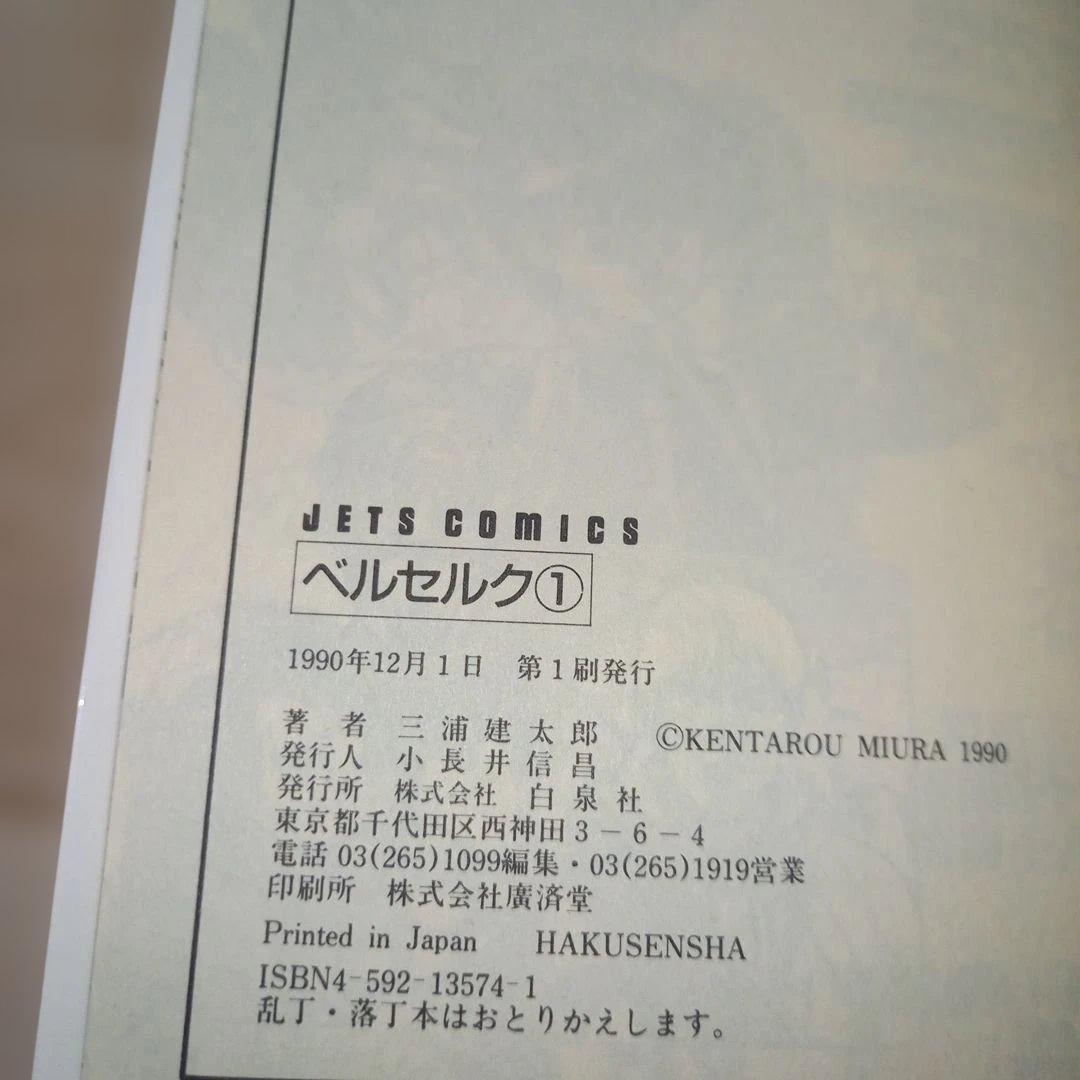 JETS COMICS
ベルセルク①
1990年12月1日 第1刷発行
著者 三浦建太郎 ©KENTAROU MIURA 1990
発行人 小長井信昌
発行所 株式会社 白泉社
東京都千代田区西神田3-6-4
電話 03(265)1099編集・03(265)1919営業
印刷所 株式会社廣済堂
Printed in Japan HAKUSENSHA
ISBN4-592-13574-1
乱丁・落丁本はおとりかえします。